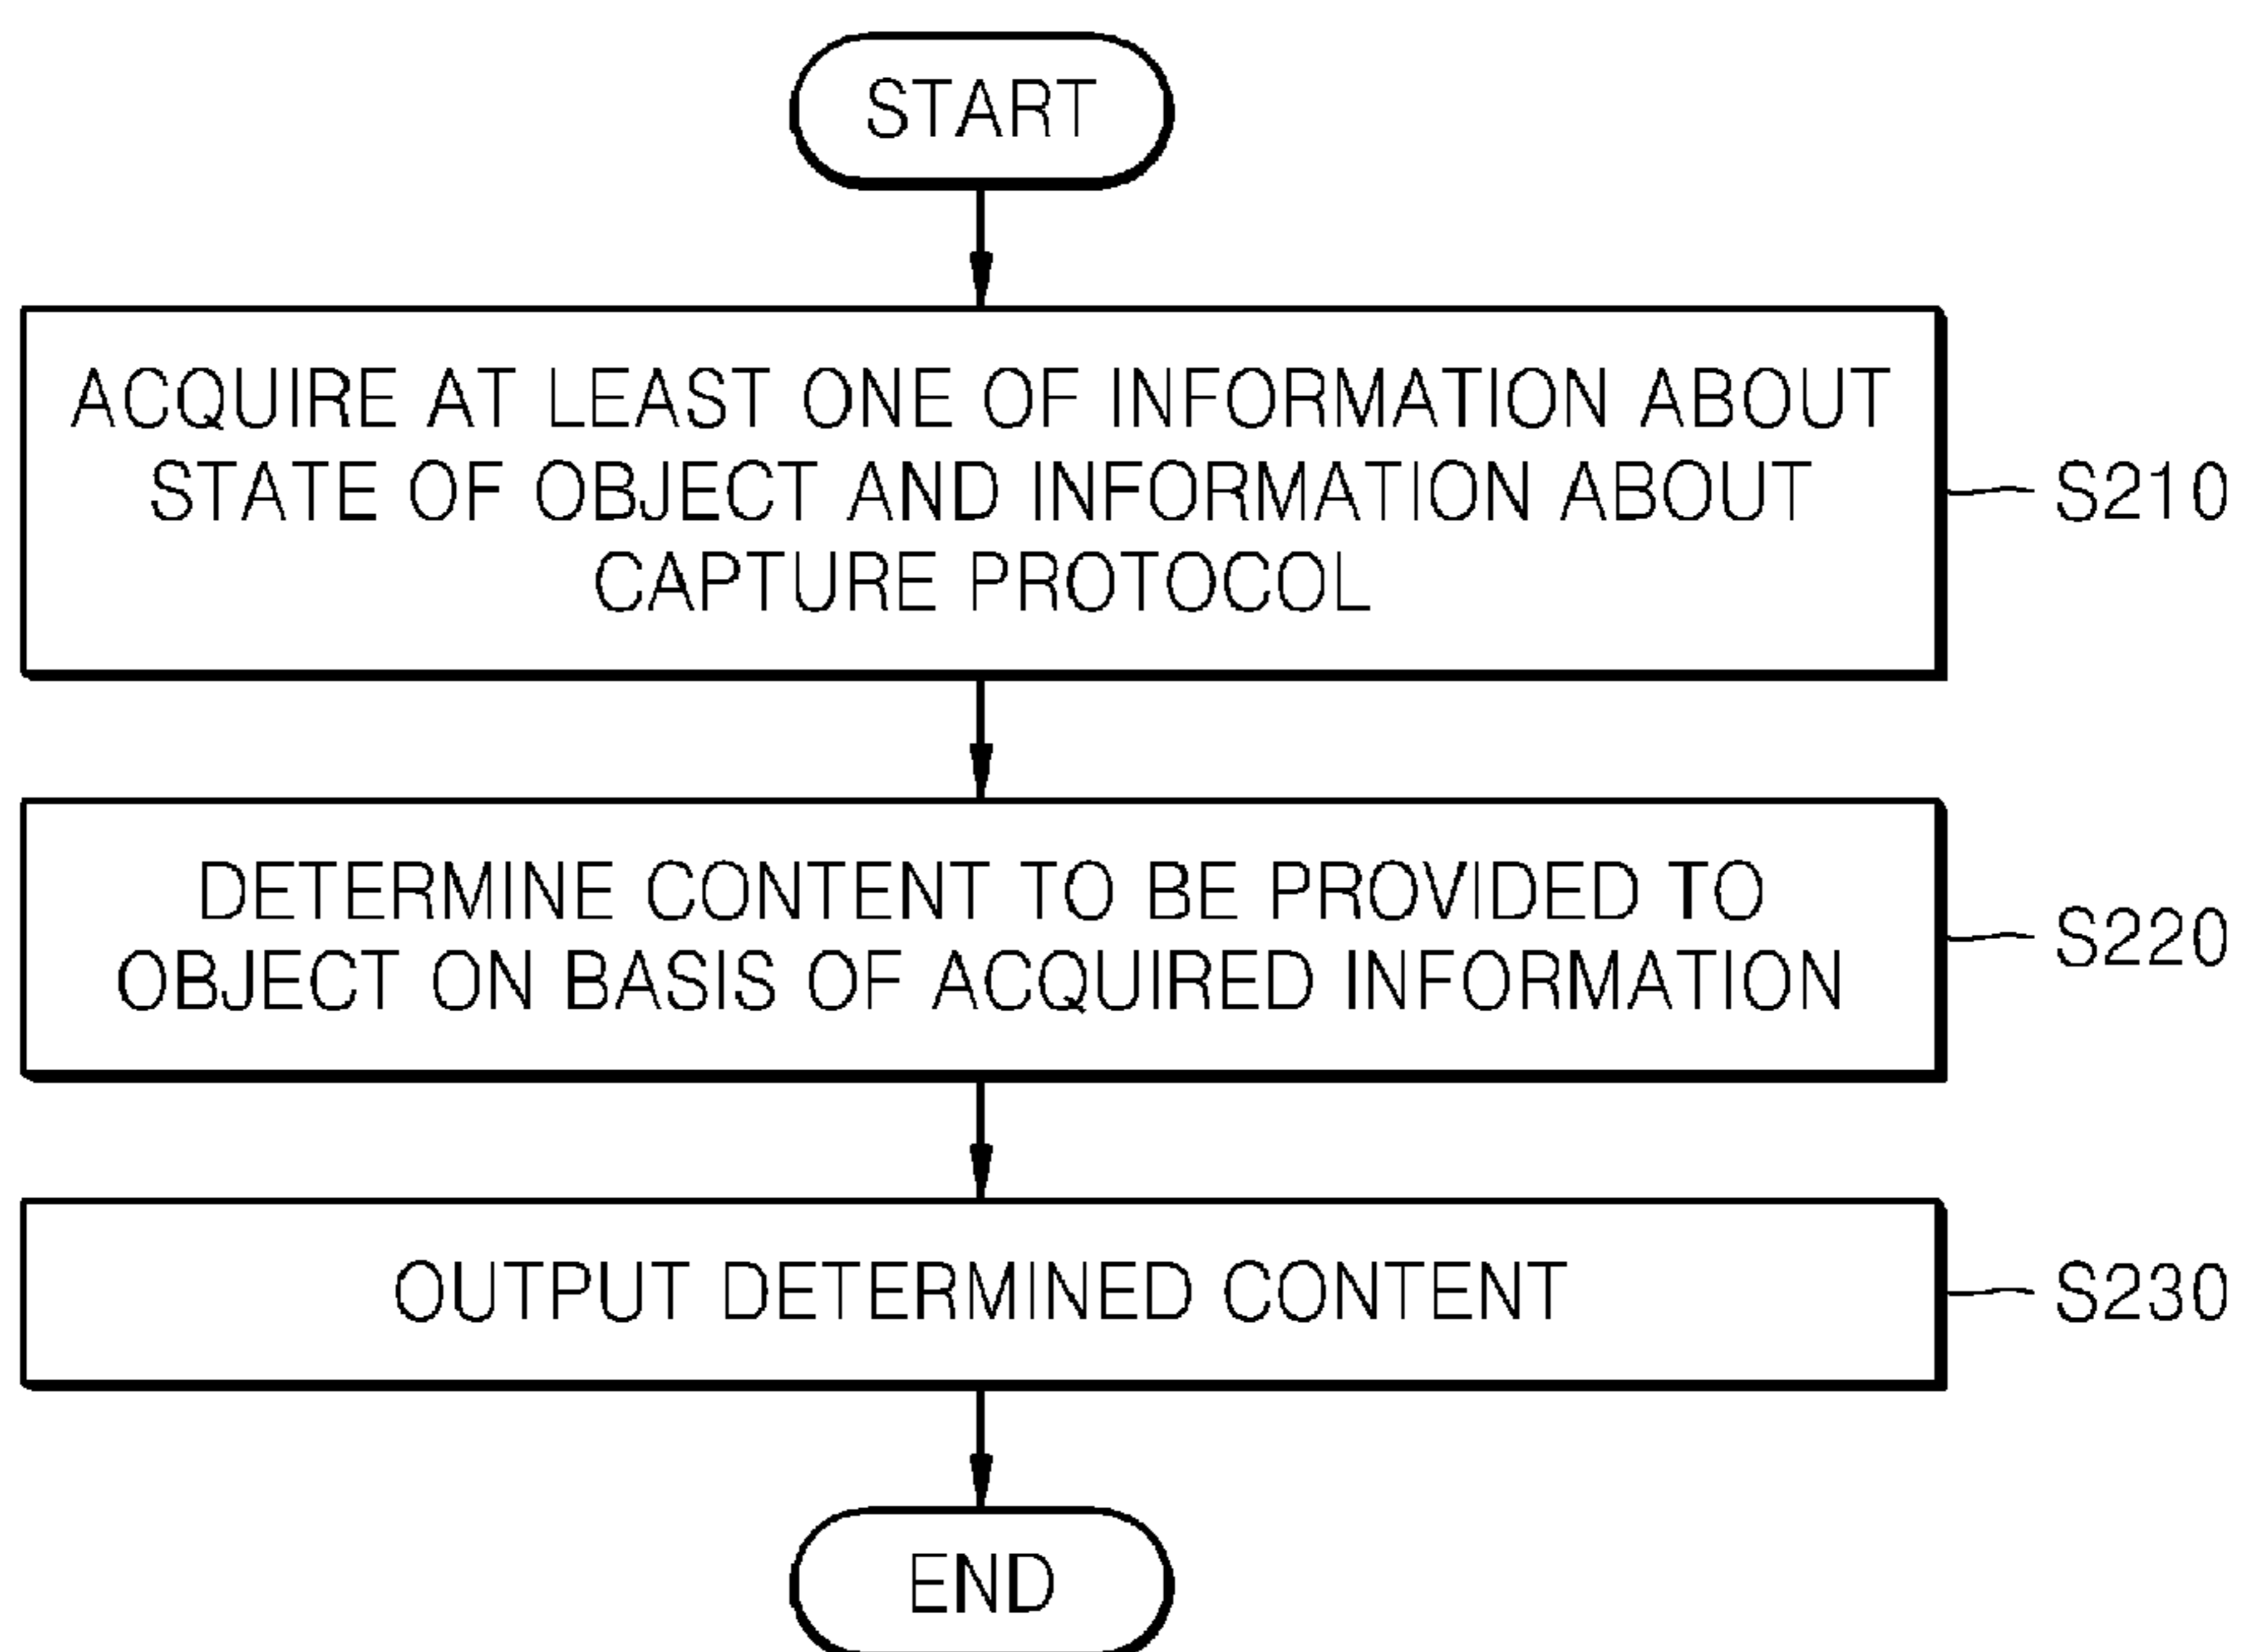 START
ACQUIRE AT LEAST ONE OF INFORMATION ABOUT
STATE OF OBJECT AND INFORMATION ABOUT
CAPTURE PROTOCOL
S210
DETERMINE CONTENT TO BE PROVIDED TO
OBJECT ON BASIS OF ACQUIRED INFORMATION
S220
OUTPUT DETERMINED CONTENT
S230
END